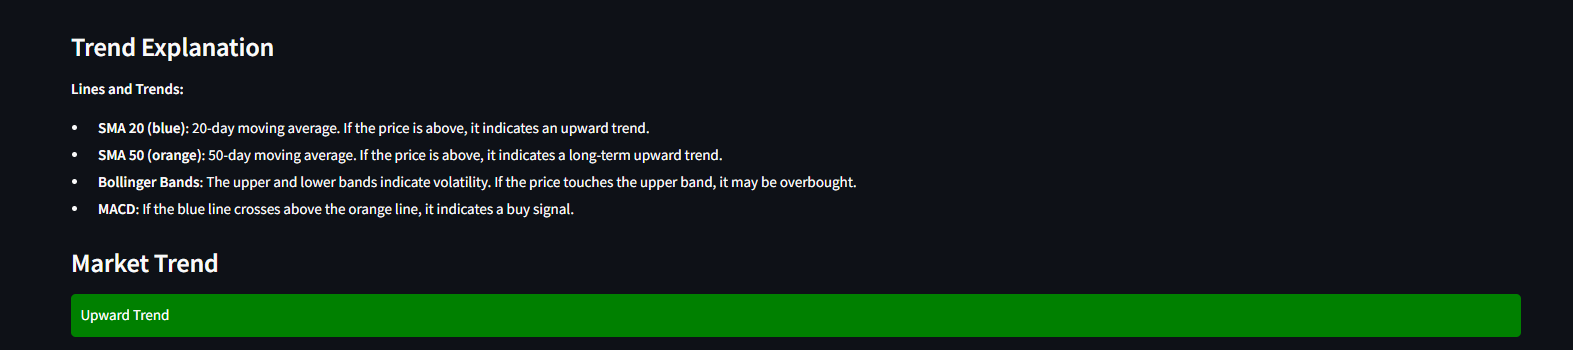 Trend Explanation
Lines and Trends:
• SMA 20 (blue): 20-day moving average. If the price is above, it indicates an upward trend.
• SMA 50 (orange): 50-day moving average. If the price is above, it indicates a long-term upward trend.
• Bollinger Bands: The upper and lower bands indicate volatility. If the price touches the upper band, it may be overbought.
• MACD: If the blue line crosses above the orange line, it indicates a buy signal.
Market Trend
Upward Trend